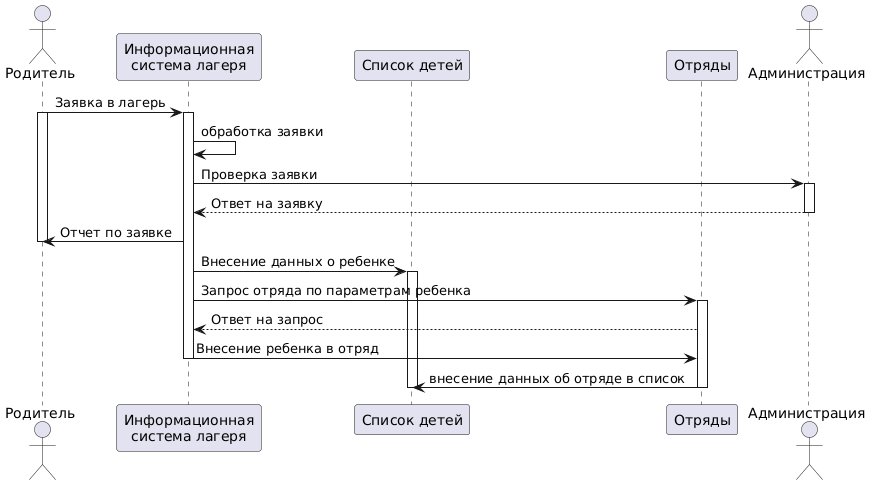 Родитель
Информационная
система лагеря
Список детей
Отряды
Администрация
Заявка в лагерь
обработка заявки
Проверка заявки
Ответ на заявку
Отчет по заявке
Внесение данных о ребенке
Запрос отряда по параметрам ребенка
Ответ на запрос
Внесение ребенка в отряд
внесение данных об отряде в список
Родитель
Информационная
система лагеря
Список детей
Отряды
Администрация